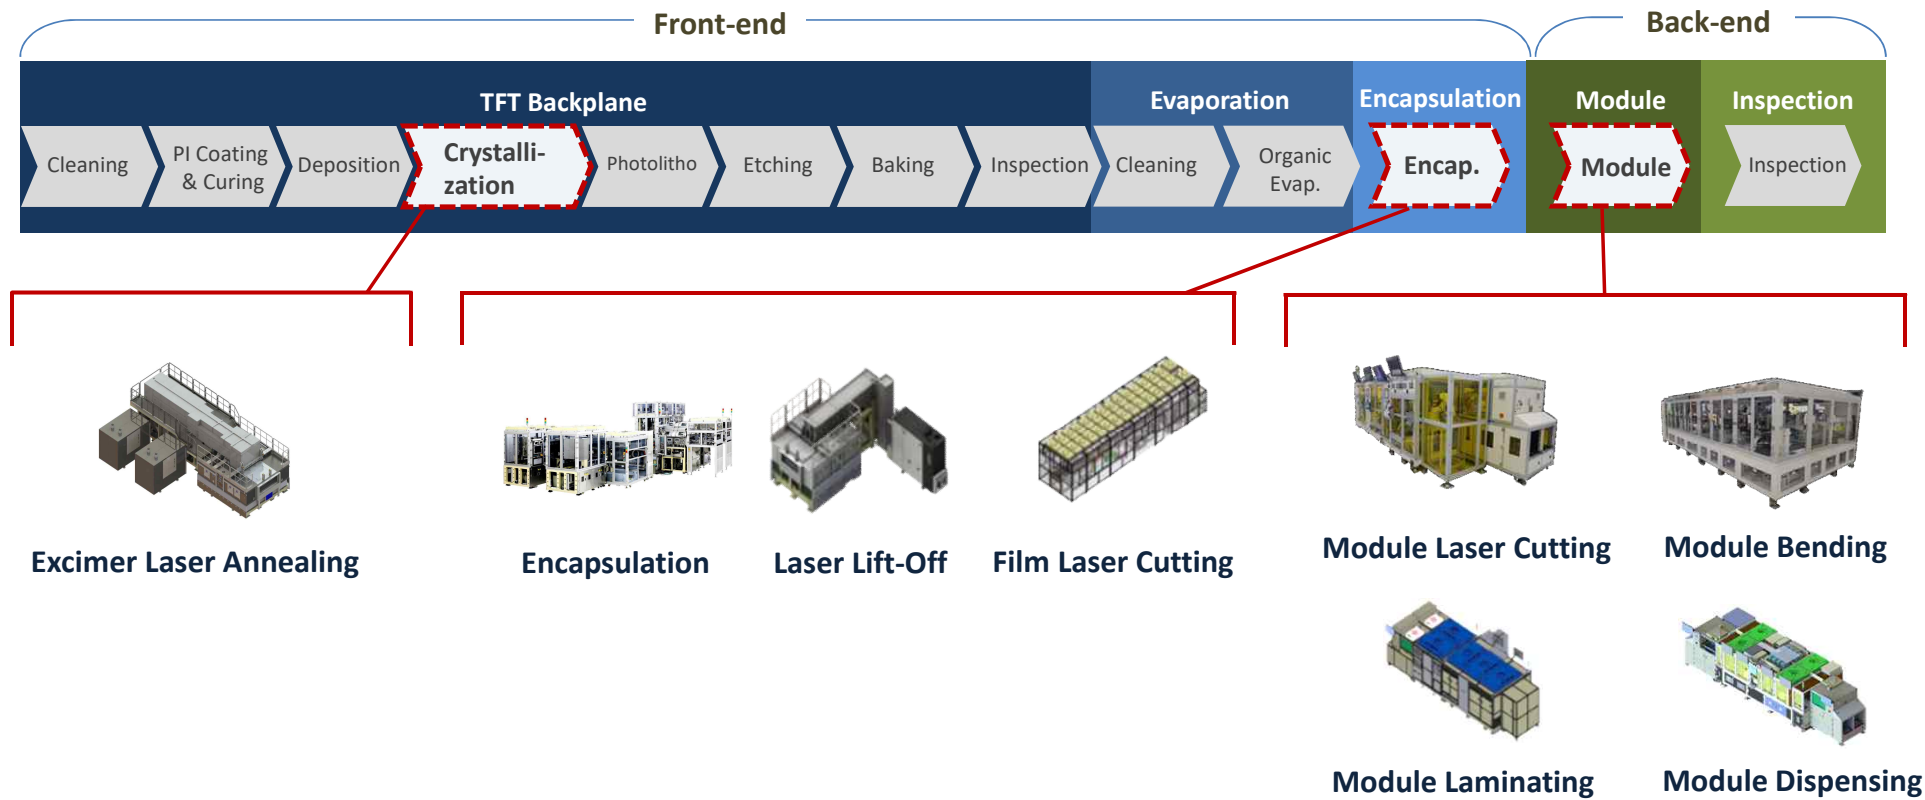 Front-end
Back-end
TFT Backplane
Evaporation
Encapsulation
Module
Inspection
Cleaning
PI Coating
& Curing
Deposition
Crystalli-
zation
Photolitho
Etching
Baking
Inspection
Cleaning
Organic
Evap.
Encap.
Module
Inspection
Excimer Laser Annealing
Encapsulation
Laser Lift-Off
Film Laser Cutting
Module Laser Cutting
Module Bending
Module Laminating
Module Dispensing